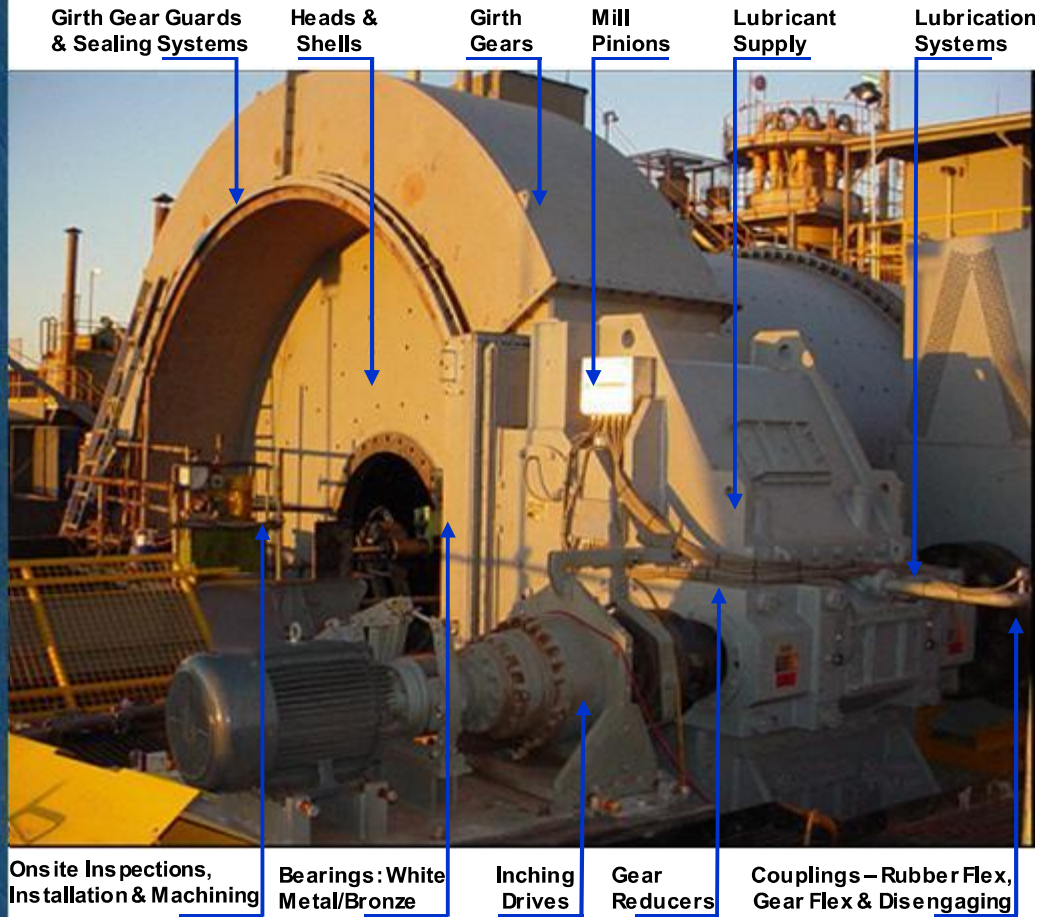 Girth Gear Guards
& Sealing Systems
Heads &
Shells
Girth
Gears
Mill
Pinions
Lubricant
Supply
Lubrication
Systems
Onsite Inspections,
Installation & Machining
Bearings: White
Metal/Bronze
Inching
Drives
Gear
Reducers
Couplings – Rubber Flex,
Gear Flex & Disengaging